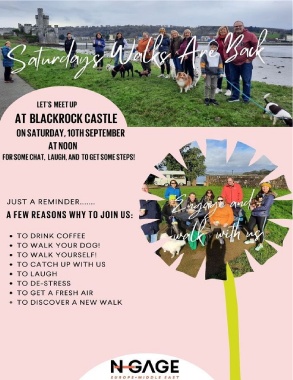 Saturdays Walks Are Back
LET'S MEET UP
AT BLACKROCK CASTLE
ON SATURDAY, 10TH SEPTEMBER
AT NOON
FOR SOME CHAT, LAUGH, AND TO GET SOME STEPS!
Engage and
walk with us!
JUST A REMINDER.......
A FEW REASONS WHY TO JOIN US:
• TO DRINK COFFEE
• TO WALK YOUR DOG!
• TO WALK YOURSELF!
• TO CATCH UP WITH US
• TO LAUGH
• TO DE-STRESS
• TO GET A FRESH AIR
• TO DISCOVER A NEW WALK
N-GAGE
EUROPE-MIDDLE EAST